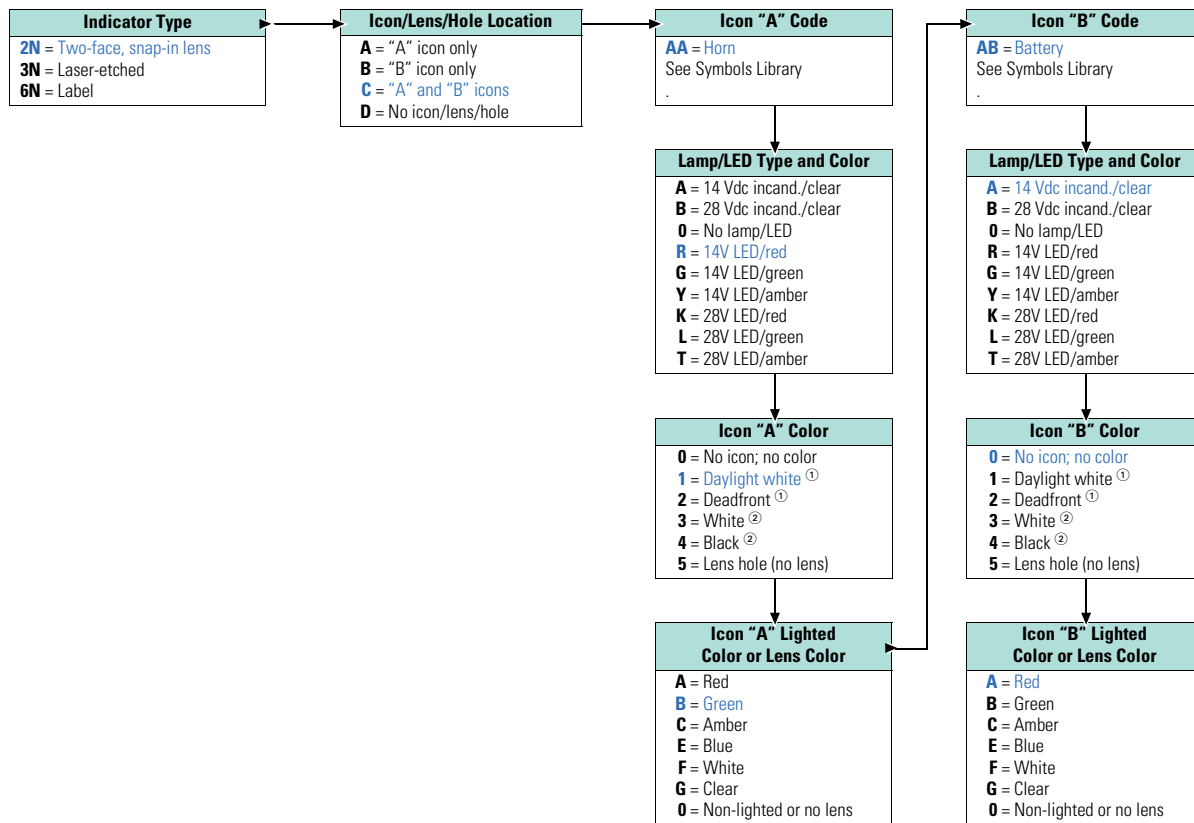 Indicator Type
2N = Two-face, snap-in lens
3N = Laser-etched
6N = Label
Icon/Lens/Hole Location
A = “A” icon only
B = “B” icon only
C = “A” and “B” icons
D = No icon/lens/hole
Icon “A” Code
AA = Horn
See Symbols Library
.
Lamp/LED Type and Color
A = 14 Vdc incand./clear
B = 28 Vdc incand./clear
0 = No lamp/LED
R = 14V LED/red
G = 14V LED/green
Y = 14V LED/amber
K = 28V LED/red
L = 28V LED/green
T = 28V LED/amber
Icon “A” Color
0 = No icon; no color
1 = Daylight white ①
2 = Deadfront ①
3 = White ②
4 = Black ②
5 = Lens hole (no lens)
Icon “A” Lighted
Color or Lens Color
A = Red
B = Green
C = Amber
E = Blue
F = White
G = Clear
0 = Non-lighted or no lens
Icon “B” Code
AB = Battery
See Symbols Library
.
Lamp/LED Type and Color
A = 14 Vdc incand./clear
B = 28 Vdc incand./clear
0 = No lamp/LED
R = 14V LED/red
G = 14V LED/green
Y = 14V LED/amber
K = 28V LED/red
L = 28V LED/green
T = 28V LED/amber
Icon “B” Color
0 = No icon; no color
1 = Daylight white ①
2 = Deadfront ①
3 = White ②
4 = Black ②
5 = Lens hole (no lens)
Icon “B” Lighted
Color or Lens Color
A = Red
B = Green
C = Amber
E = Blue
F = White
G = Clear
0 = Non-lighted or no lens